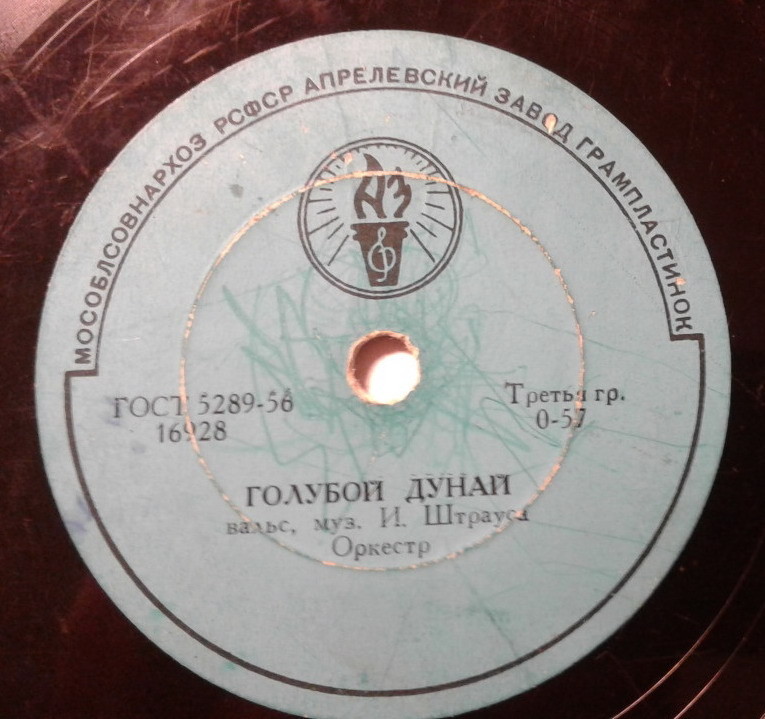 МОСОБЛСОВНАРХОЗ РСФСР АПРЕЛЕВСКИЙ ЗАВОД ГРАМПЛАСТИНОК
АЗ
ГОСТ 5289-56
16928
Третья гр.
0-57
ГОЛУБОЙ ДУНАЙ
вальс, муз. И. Штрауса
Оркестр